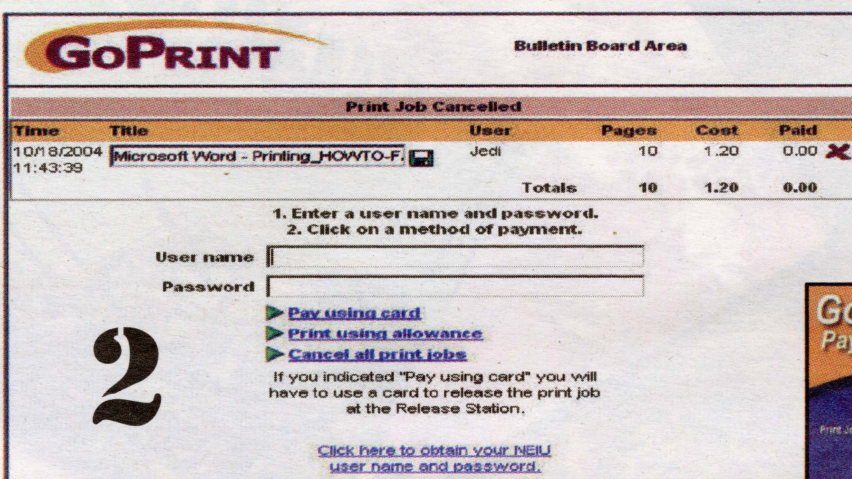 GoPRINT
Bulletin Board Area
Print Job Cancelled
Time Title User Pages Cost Paid
10/18/2004 Microsoft Word - Printing_HOWTO-F. Jedi 10 1.20 0.00
11:43:39
Totals 10 1.20 0.00
1. Enter a user name and password.
2. Click on a method of payment.
User name
Password
Pay using card
Print using allowance
Cancel all print jobs
2
If you indicated "Pay using card" you will
have to use a card to release the print job
at the Release Station.
Click here to obtain your NEIU
user name and password.
Go
Pay
Print Jo